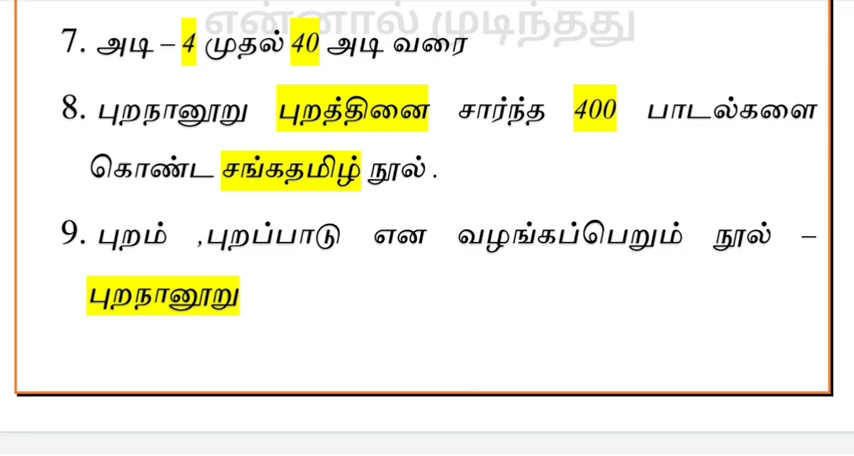 என்னால் முடிந்தது
7. அடி – 4 முதல் 40 அடி வரை
8. புறநானூறு புறத்தினை சார்ந்த 400 பாடல்களை
கொண்ட சங்கதமிழ் நூல் .
9. புறம் ,புறப்பாடு என வழங்கப்பெறும் நூல் –
புறநானூறு